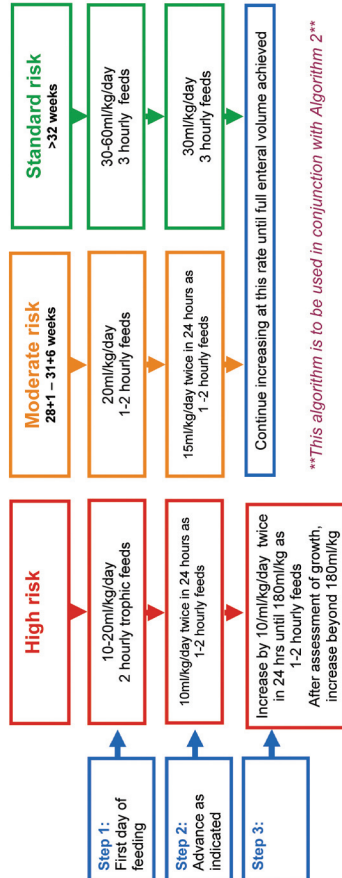 High risk
Moderate risk
28+1 – 31+6 weeks
Standard risk
>32 weeks
Step 1:
First day of
feeding
10-20ml/kg/day
2 hourly trophic feeds
20ml/kg/day
1-2 hourly feeds
30-60ml/kg/day
3 hourly feeds
Step 2:
Advance as
indicated
10ml/kg/day twice in 24 hours as
1-2 hourly feeds
15ml/kg/day twice in 24 hours as
1 -2 hourly feeds
30ml/kg/day
3 hourly feeds
Step 3:
Increase by 10/ml/kg/day twice
in 24 hrs until 180ml/kg as
1-2 hourly feeds
After assessment of growth,
increase beyond 180ml/kg
Continue increasing at this rate until full enteral volume achieved
**This algorithm is to be used in conjunction with Algorithm 2**